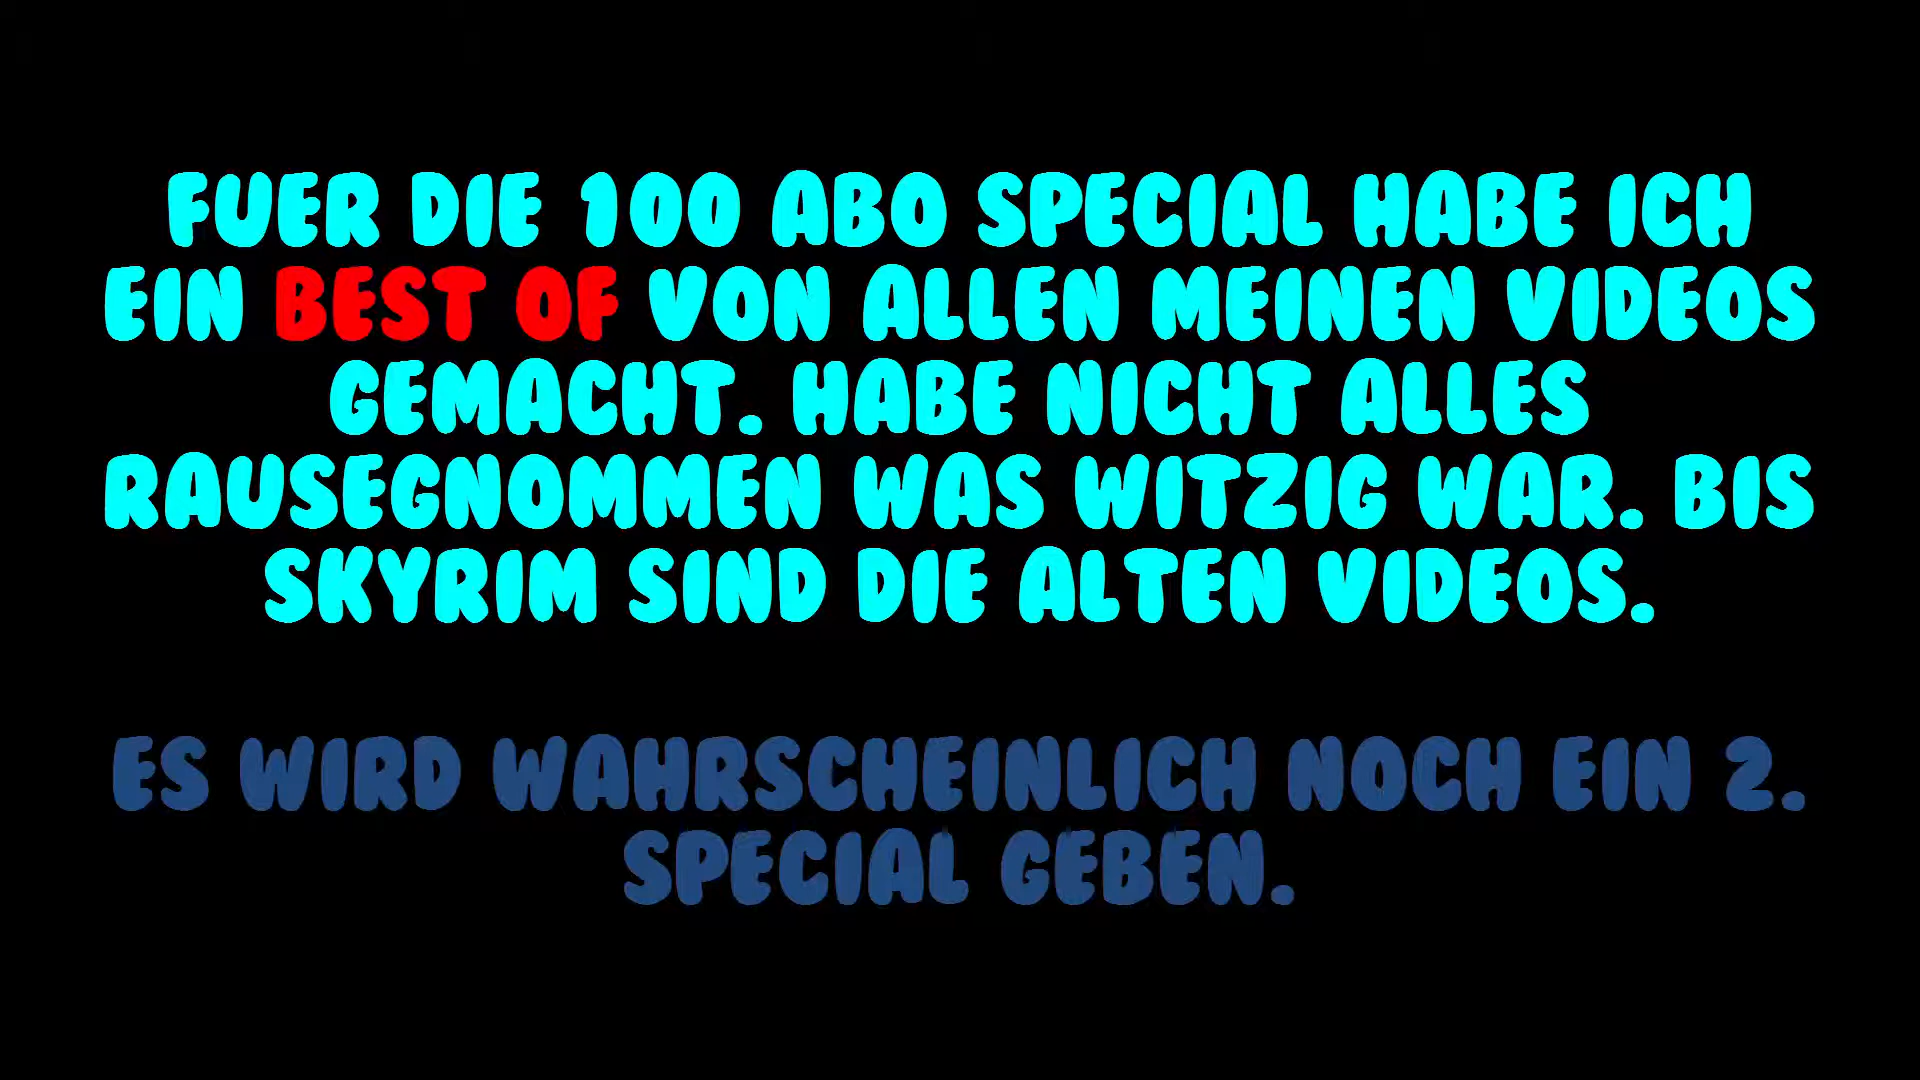 FUER DIE 100 ABO SPECIAL HABE ICH
EIN BEST OF VON ALLEN MEINEN VIDEOS
GEMACHT. HABE NICHT ALLES
RAUSEGNOMMEN WAS WITZIG WAR. BIS
SKYRIM SIND DIE ALTEN VIDEOS.
ES WIRD WAHRSCHEINLICH NOCH EIN 2.
SPECIAL GEBEN.